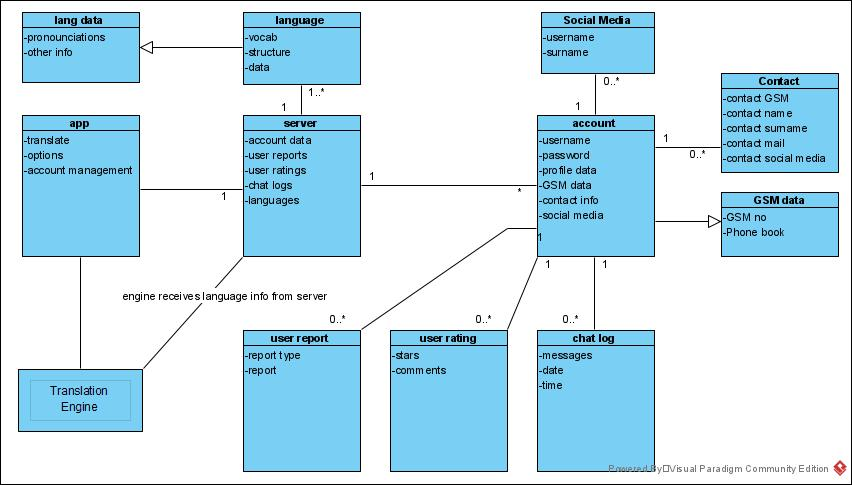 lang data
-pronounciations
-other info
language
-vocab
-structure
-data
Social Media
-username
-surname
Contact
-contact GSM
-contact name
-contact surname
-contact mail
-contact social media
1..*
1
0..*
1
app
-translate
-options
-account management
server
-account data
-user reports
-user ratings
-chat logs
-languages
account
-username
-password
-profile data
-GSM data
-contact info
-social media
1
0..*
1
1
*
GSM data
-GSM no
-Phone book
1
1
1
engine receives language info from server
0..*
0..*
0..*
user report
-report type
-report
user rating
-stars
-comments
chat log
-messages
-date
-time
Translation
Engine
Powered By Visual Paradigm Community Edition